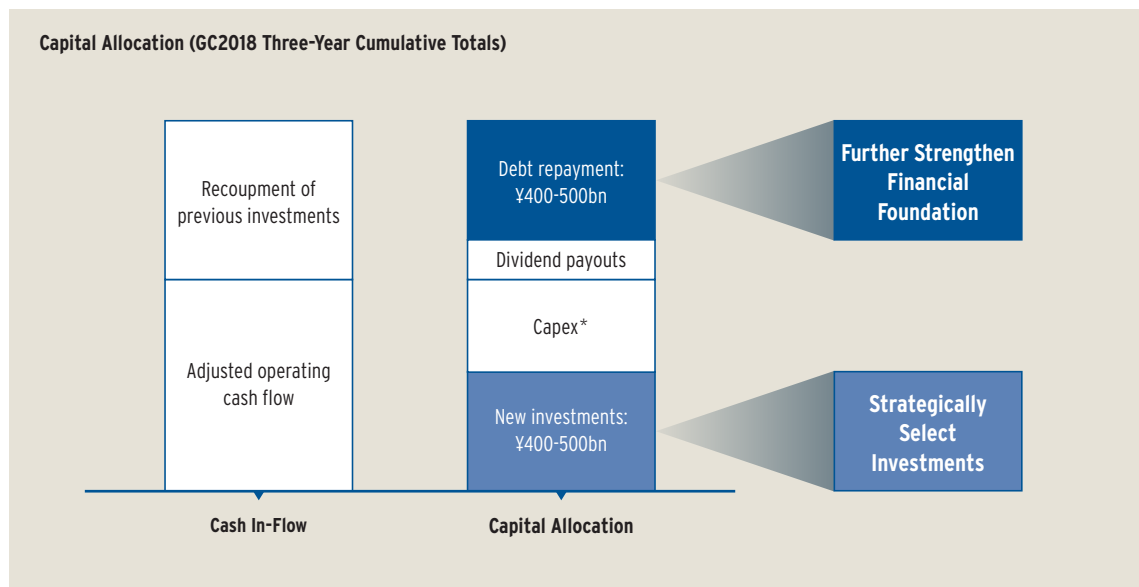 Capital Allocation (GC2018 Three-Year Cumulative Totals)
Recoupment of
previous investments
Adjusted operating
cash flow
Cash In-Flow
Debt repayment:
¥400-500bn
Dividend payouts
Capex*
New investments:
¥400-500bn
Capital Allocation
Further Strengthen
Financial
Foundation
Strategically
Select
Investments